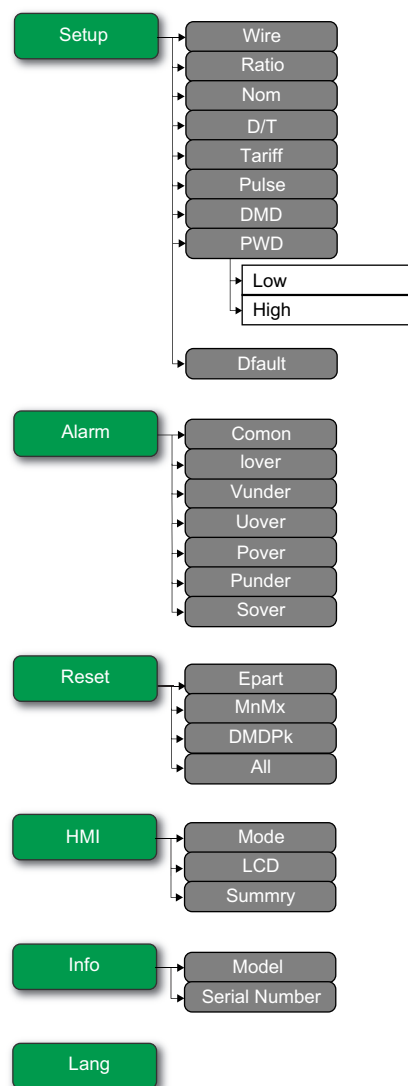 Setup
Wire
Ratio
Nom
D/T
Tariff
Pulse
DMD
PWD
Low
High
Dfault
Alarm
Comon
Iover
Vunder
Uover
Pover
Punder
Sover
Reset
Epart
MnMx
DMDPk
All
HMI
Mode
LCD
Summry
Info
Model
Serial Number
Lang